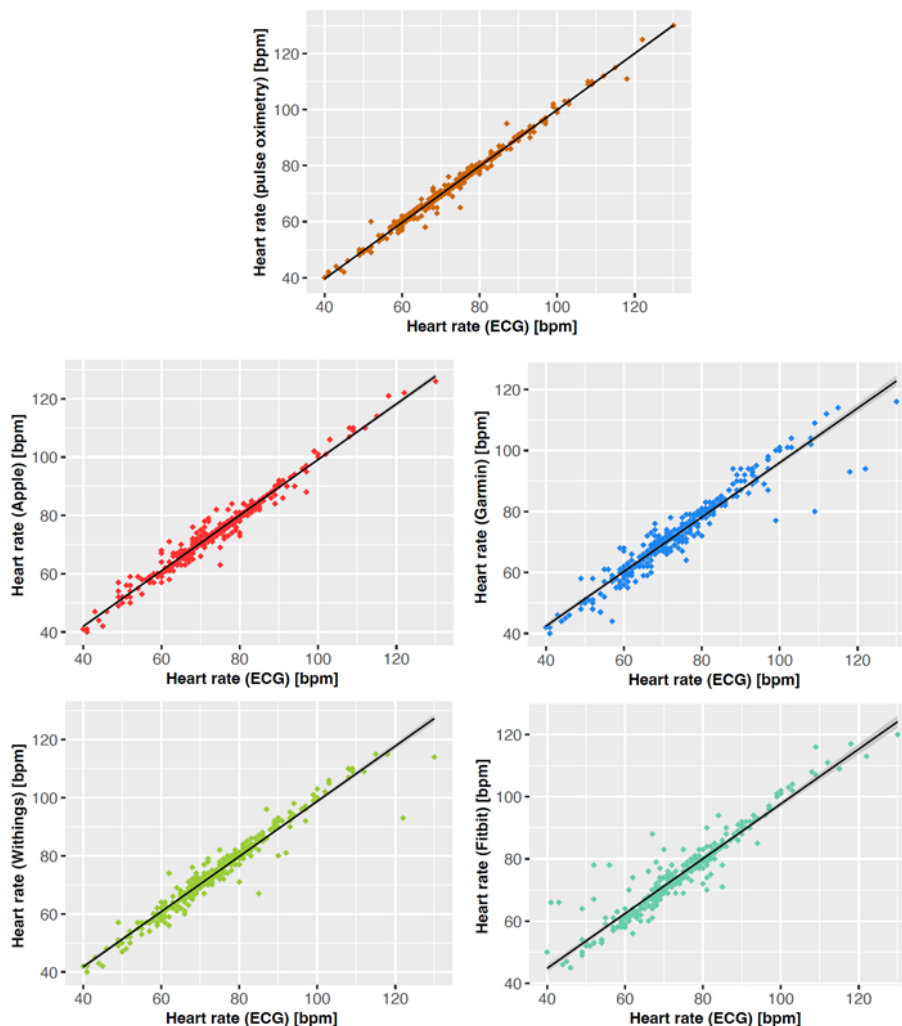 Heart rate (pulse oximetry) [bpm]
120
100
80
60
40
40 60 80 100 120
Heart rate (ECG) [bpm]
Heart rate (Apple) [bpm]
120
100
80
60
40
40 60 80 100 120
Heart rate (ECG) [bpm]
Heart rate (Garmin) [bpm]
120
100
80
60
40
40 60 80 100 120
Heart rate (ECG) [bpm]
Heart rate (Withings) [bpm]
120
100
80
60
40
40 60 80 100 120
Heart rate (ECG) [bpm]
Heart rate (Fitbit) [bpm]
120
100
80
60
40
40 60 80 100 120
Heart rate (ECG) [bpm]